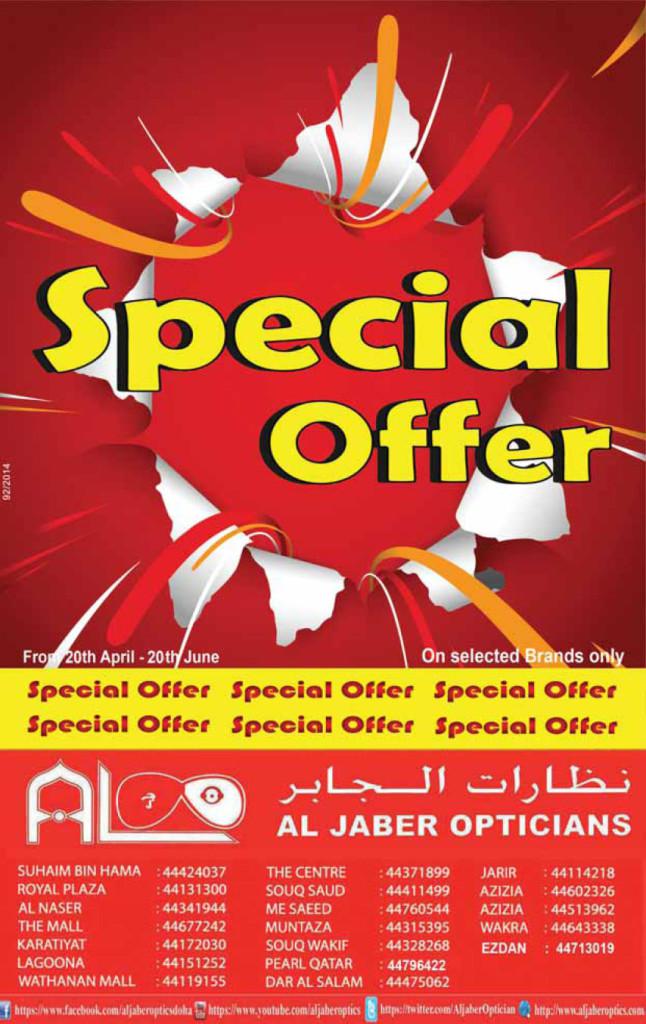 Special
Offer
92/2014
From 20th April - 20th June
On selected Brands only
Special Offer Special Offer Special Offer
Special Offer Special Offer Special Offer
نظارات الجابر
AL JABER OPTICIANS
SUHAIM BIN HAMA : 44424037
ROYAL PLAZA : 44131300
AL NASER : 44341944
THE MALL : 44677242
KARATIYAT : 44172030
LAGOONA : 44151252
WATHANAN MALL : 44119155
THE CENTRE : 44371899
SOUQ SAUD : 44411499
ME SAEED : 44760544
MUNTAZA : 44315395
SOUQ WAKIF : 44328268
PEARL QATAR : 44796422
DAR AL SALAM : 44475062
JARIR : 44114218
AZIZIA : 44602326
AZIZIA : 44513962
WAKRA : 44643338
EZDAN : 44713019
https://www.facebook.com/aljaberopticsdoha https://www.youtube.com/aljaberoptics https://twitter.com/AljaberOptician http://www.aljaberoptics.com